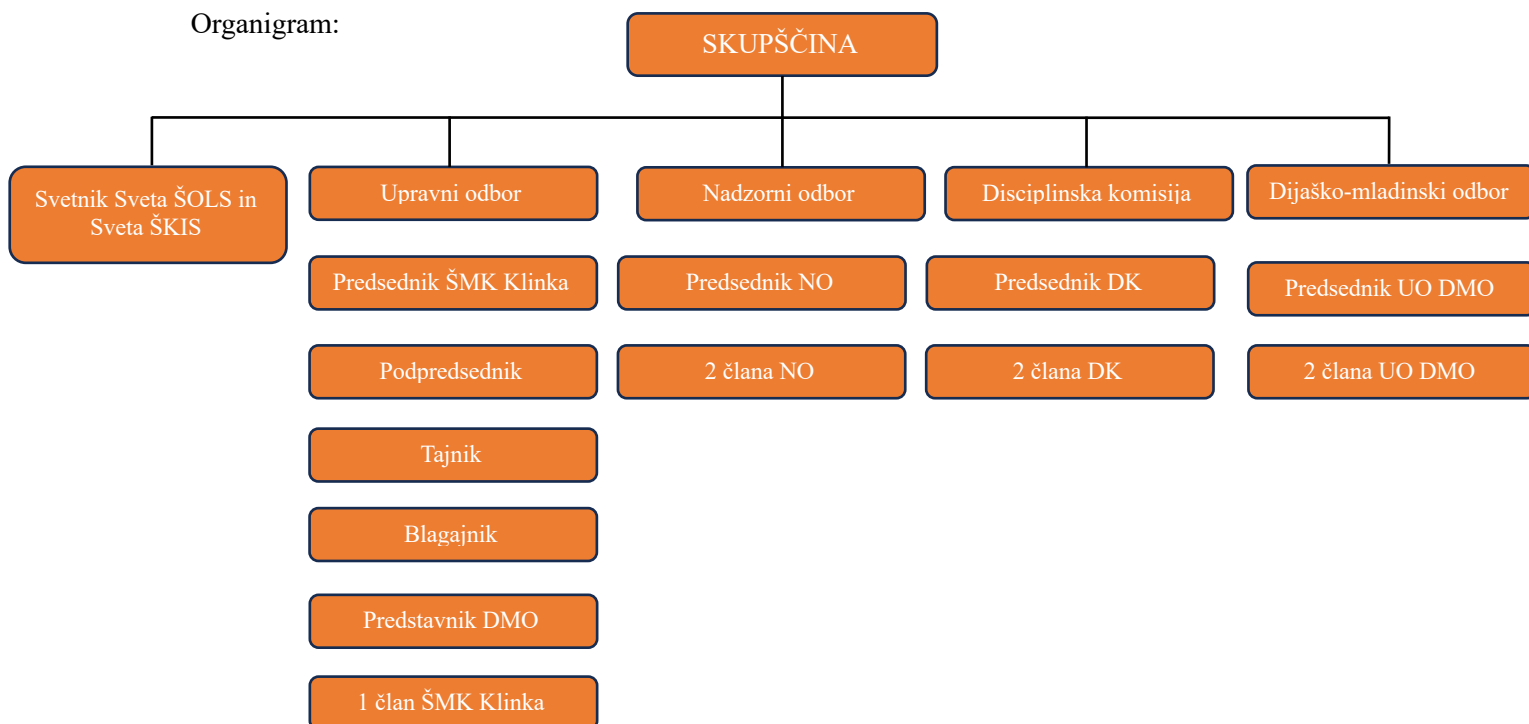 Organigram:
SKUPŠČINA
Svetnik Sveta ŠOLS in
Sveta ŠKIS
Upravni odbor
Nadzorni odbor
Disciplinska komisija
Dijaško-mladinski odbor
Predsednik ŠMK Klinka
Predsednik NO
Predsednik DK
Predsednik UO DMO
Podpredsednik
2 člana NO
2 člana DK
2 člana UO DMO
Tajnik
Blagajnik
Predstavnik DMO
1 član ŠMK Klinka